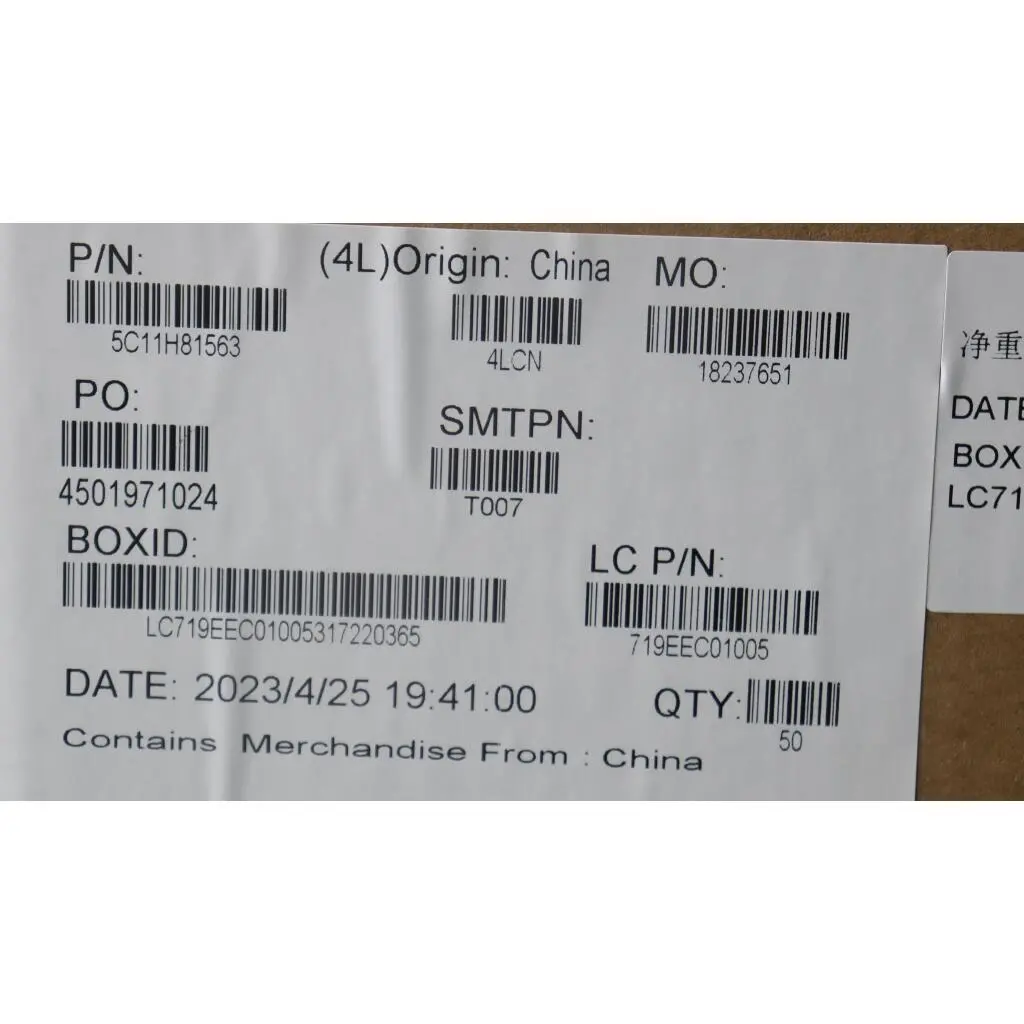 P/N:
(4L)Origin: China
MO:
5C11H81563
4LCN
18237651
PO:
SMTPN:
4501971024
T007
BOXID:
LC P/N:
LC719EEC01005317220365
719EEC01005
DATE: 2023/4/25 19:41:00
QTY:
50
Contains Merchandise From : China
净重
DATE
BOX
LC71